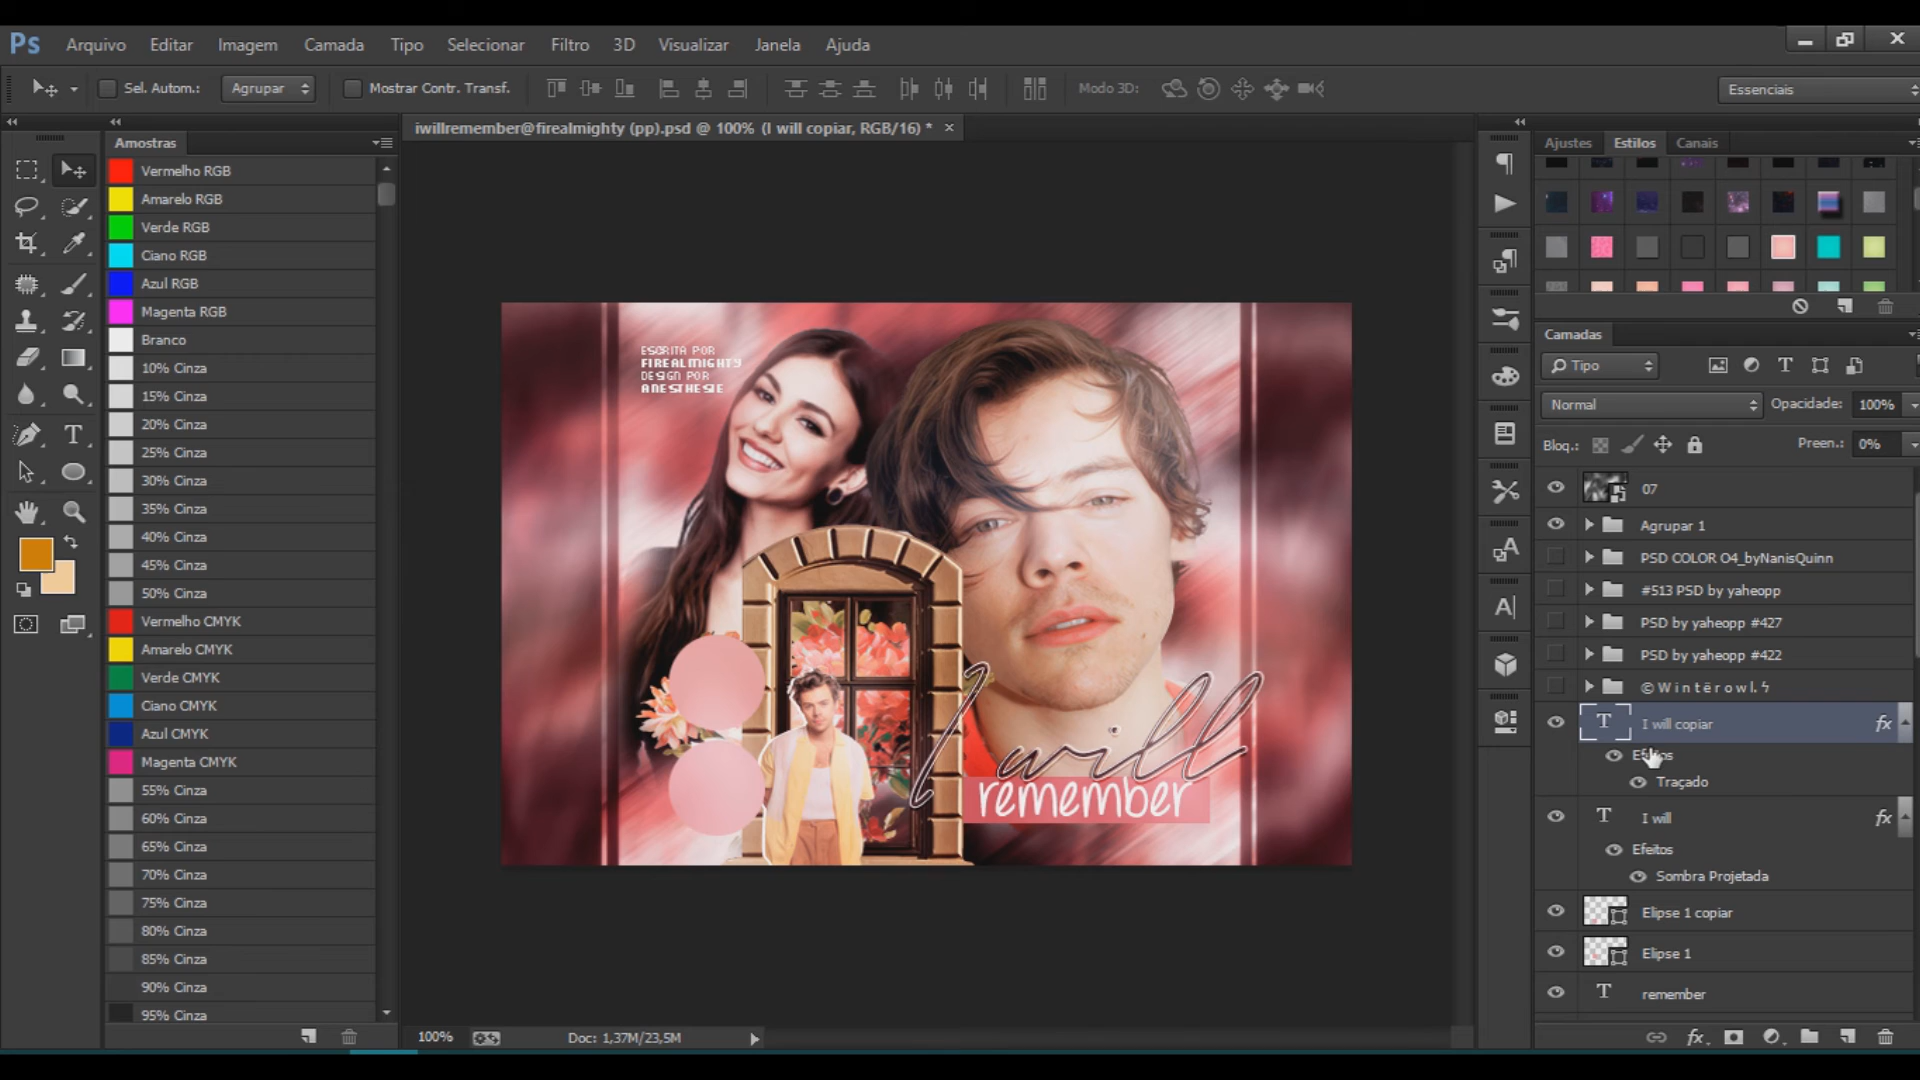 Ps Arquivo Editar Imagem Camada Tipo Selecionar Filtro 3D Visualizar Janela Ajuda
Sel. Autom.: Agrupar Mostrar Contr. Transf. Modo 3D: Essenciais
Amostras
Vermelho RGB
Amarelo RGB
Verde RGB
Ciano RGB
Azul RGB
Magenta RGB
Branco
10% Cinza
15% Cinza
20% Cinza
25% Cinza
30% Cinza
35% Cinza
40% Cinza
45% Cinza
50% Cinza
Vermelho CMYK
Amarelo CMYK
Verde CMYK
Ciano CMYK
Azul CMYK
Magenta CMYK
55% Cinza
60% Cinza
65% Cinza
70% Cinza
75% Cinza
80% Cinza
85% Cinza
90% Cinza
95% Cinza
iwillremember@firealmighty (pp).psd @ 100% (I will copiar, RGB/16) *
ESCRITA POR
FIREALMIGHTY
DESIGN POR
ANESTHESIE
I will
remember
100% Doc: 1,37M/23,5M
Ajustes Estilos Canais
Camadas
Tipo
Normal Opacidade: 100%
Bloq.: Preen.: 0%
07
Agrupar 1
PSD COLOR O4_byNanisQuinn
#513 PSD by yaheopp
PSD by yaheopp #427
PSD by yaheopp #422
© W i n t ë r o w l. ϟ
I will copiar fx
Efeitos
Traçado
I will fx
Efeitos
Sombra Projetada
Elipse 1 copiar
Elipse 1
remember